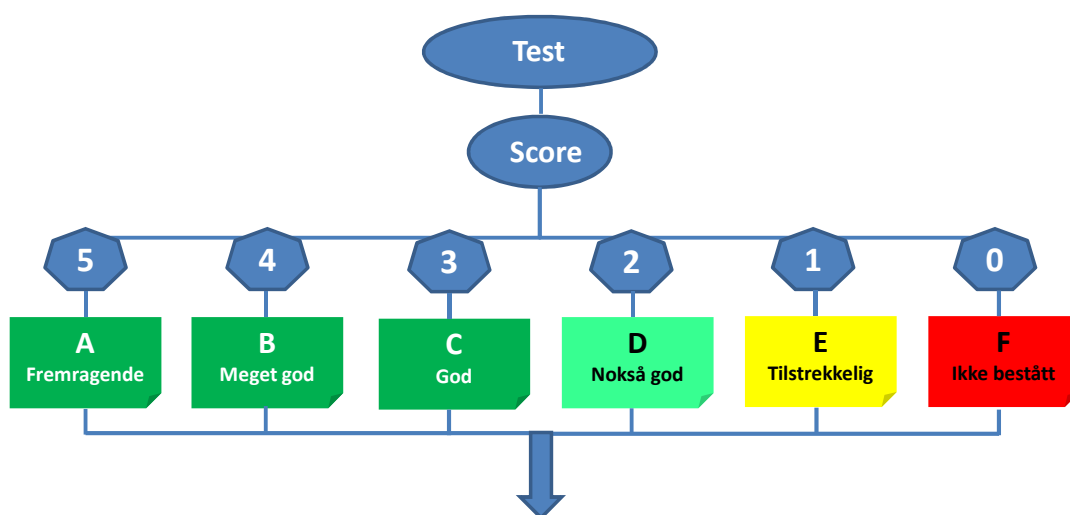 Test
Score
5 4 3 2 1 0
A B C D E F
Fremragende Meget god God Nokså god Tilstrekkelig Ikke bestått